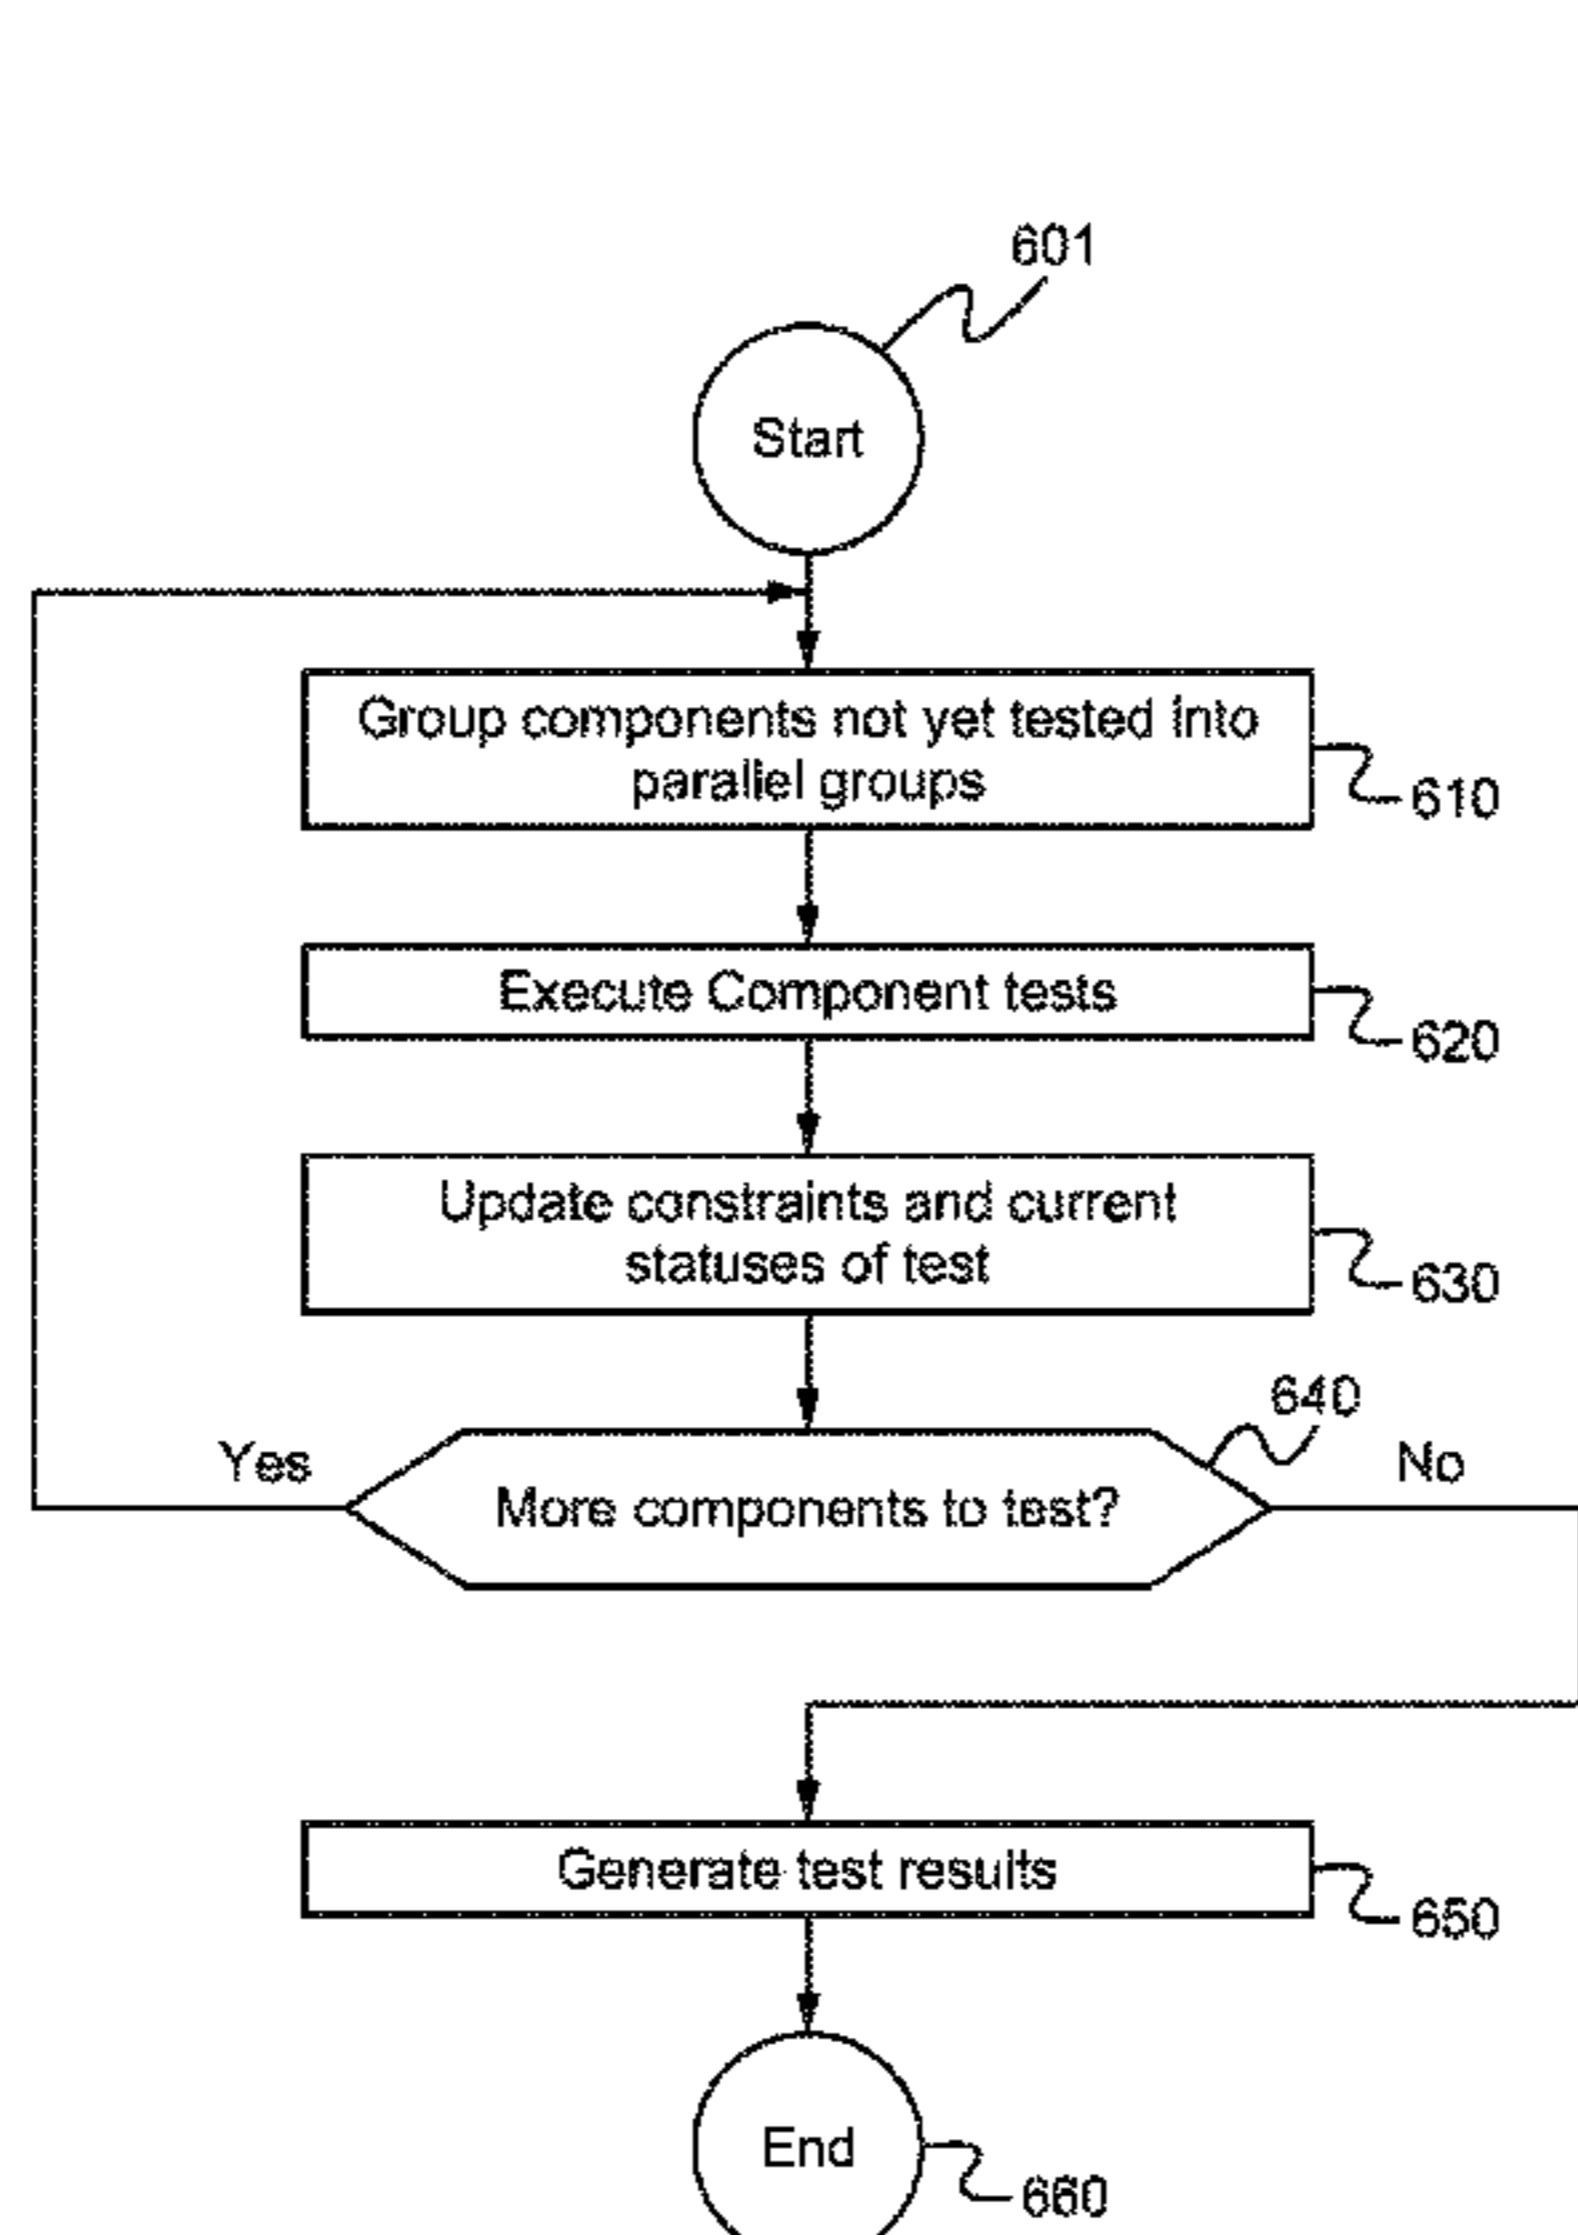 601
Start
Group components not yet tested into
parallel groups
610
Execute Component tests
620
Update constraints and current
statuses of test
630
640
Yes
No
More components to test?
Generate test results
650
End
660